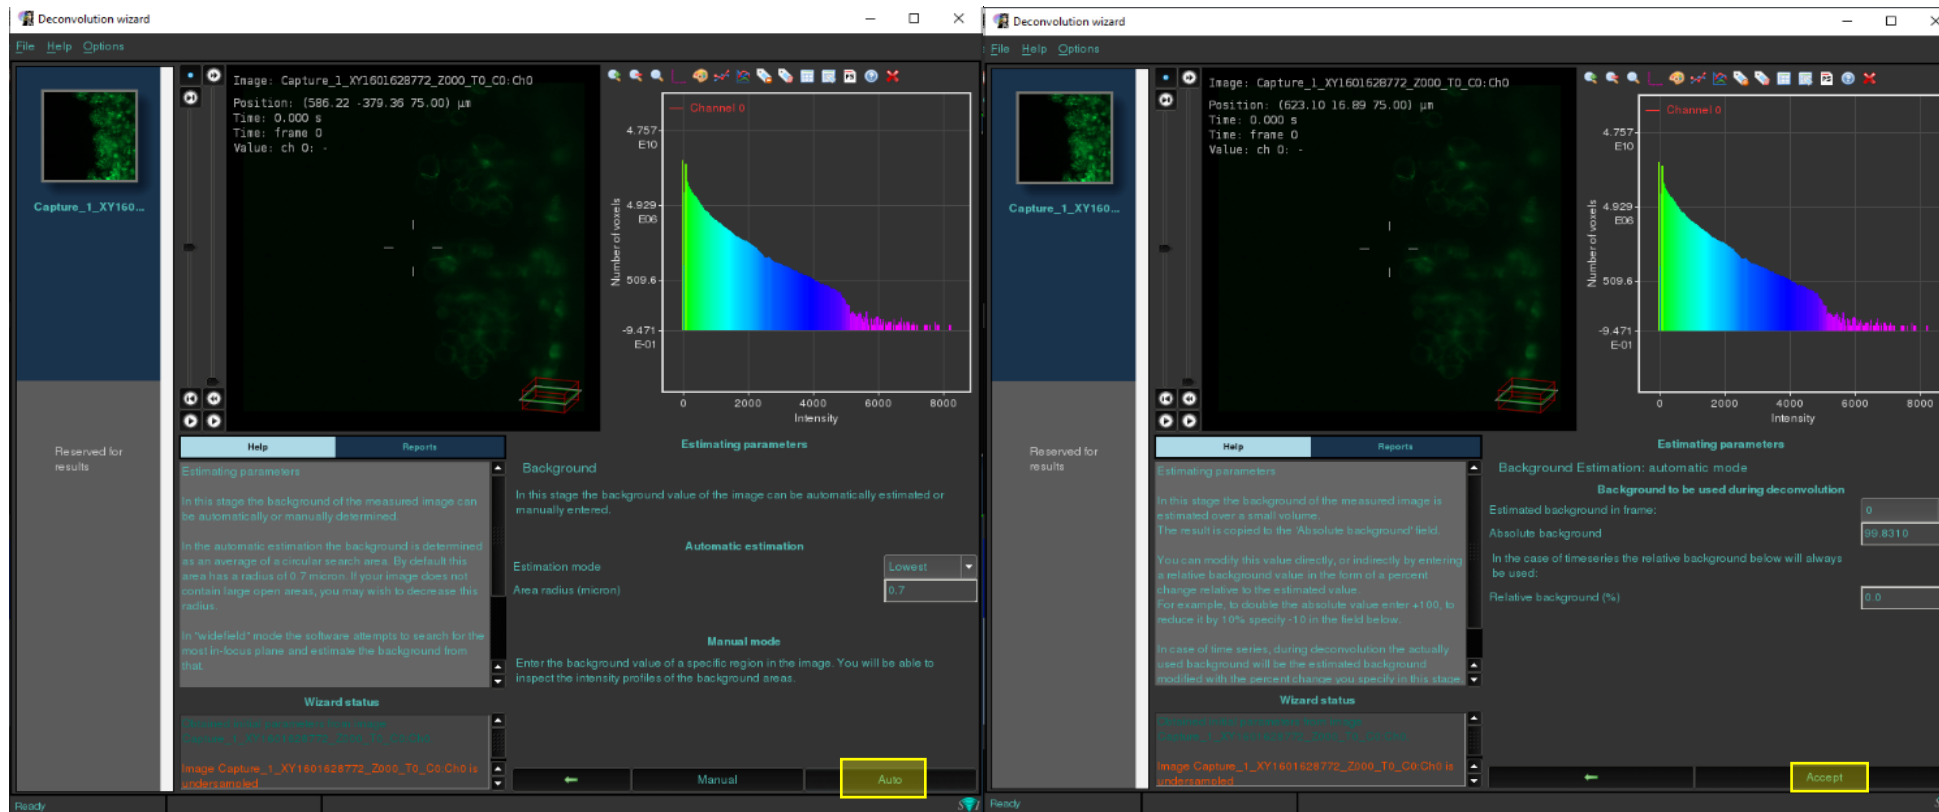 Deconvolution wizard
File Help Options
Capture_1_XY160...
Reserved for
results
Image: Capture_1_XY1601628772_Z000_T0_C0:Ch0
Position: (586.22 -379.36 75.00) µm
Time: 0.000 s
Time: frame 0
Value: ch 0: -
Channel 0
4.757
E10
4.929
E06
509.6
-9.471
E-01
Number of voxels
0 2000 4000 6000 8000
Intensity
Help Reports
Estimating parameters
In this stage the background of the measured image can
be automatically or manually determined.
In the automatic estimation the background is determined
as an average of a circular search area. By default this
area has a radius of 0.7 micron. If your image does not
contain large open areas, you may wish to decrease this
radius.
In "widefield" mode the software attempts to search for the
most in-focus plane and estimate the background from
that.
Wizard status
Capture_1_XY1601628772_Z000_T0_C0:Ch0
Image Capture_1_XY1601628772_Z000_T0_C0:Ch0 is
undersampled
Estimating parameters
Background
In this stage the background value of the image can be automatically estimated or
manually entered.
Automatic estimation
Estimation mode Lowest
Area radius (micron) 0.7
Manual mode
Enter the background value of a specific region in the image. You will be able to
inspect the intensity profiles of the background areas.
Manual Auto
Ready
Deconvolution wizard
File Help Options
Capture_1_XY160...
Reserved for
results
Image: Capture_1_XY1601628772_Z000_T0_C0:Ch0
Position: (623.10 16.89 75.00) µm
Time: 0.000 s
Time: frame 0
Value: ch 0: -
Channel 0
4.757
E10
4.929
E06
509.6
-9.471
E-01
Number of voxels
0 2000 4000 6000 8000
Intensity
Help Reports
Estimating parameters
In this stage the background of the measured image is
estimated over a small volume.
The result is copied to the 'Absolute background' field.
You can modify this value directly, or indirectly by entering
a relative background value in the form of a percent
change relative to the estimated value
For example, to double the absolute value enter +100, to
reduce it by 10% specify -10 in the field below.
In case of time series, during deconvolution the actually
used background will be the estimated background
modified with the percent change you specify in this stage.
Wizard status
Capture_1_XY1601628772_Z000_T0_C0:Ch0
Image Capture_1_XY1601628772_Z000_T0_C0:Ch0 is
undersampled
Estimating parameters
Background Estimation: automatic mode
Background to be used during deconvolution
Estimated background in frame: 0
Absolute background 99.8310
In the case of timeseries the relative background below will always
be used:
Relative background (%) 0.0
Accept
Ready